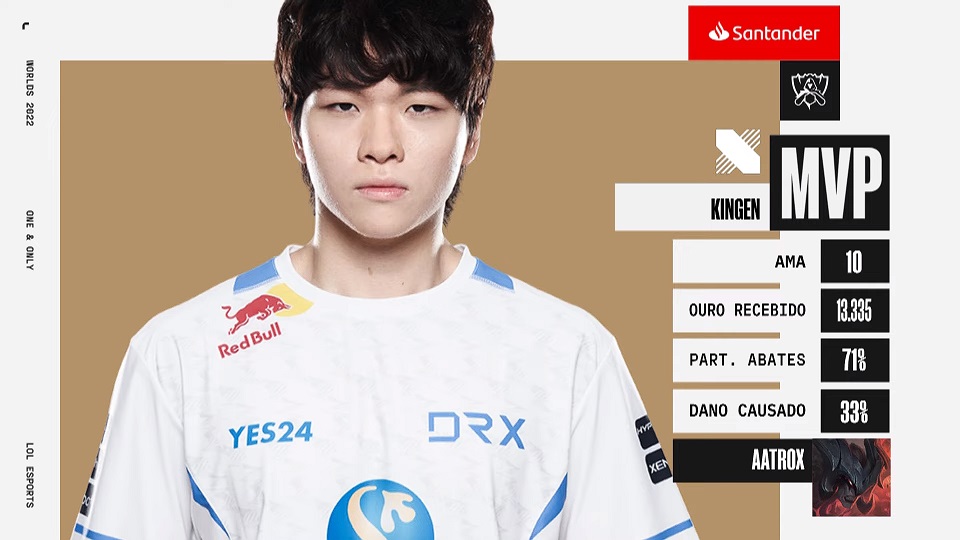 WORLDS 2022
ONE & ONLY
LOL ESPORTS
Santander
MVP
KINGEN
AMA 10
OURO RECEBIDO 13.335
PART. ABATES 71%
DANO CAUSADO 33%
AATROX
Red Bull
YES24
DRX